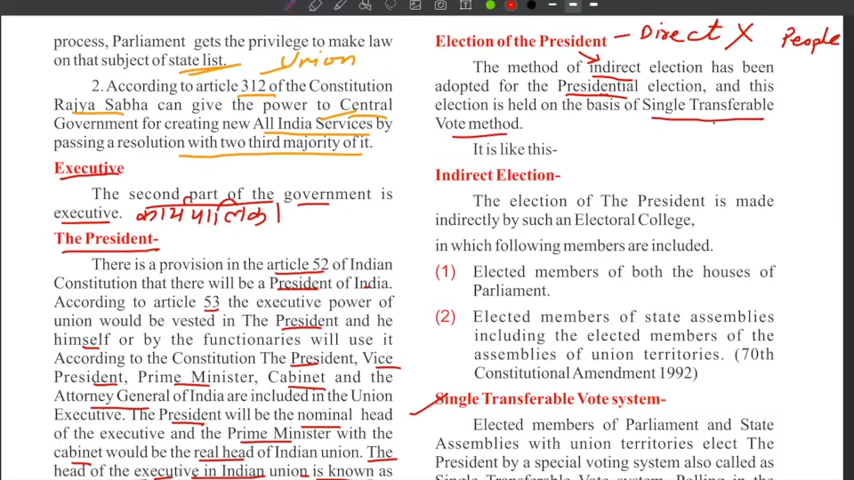 process, Parliament gets the privilege to make law
on that subject of state list.
Union
2. According to article 312 of the Constitution
Rajya Sabha can give the power to Central
Government for creating new All India Services by
passing a resolution with two third majority of it.
Executive
The second part of the government is
executive. कार्यपालिका।
The President-
There is a provision in the article 52 of Indian
Constitution that there will be a President of India.
According to article 53 the executive power of
union would be vested in The President and he
himself or by the functionaries will use it
According to the Constitution The President, Vice
President, Prime Minister, Cabinet and the
Attorney General of India are included in the Union
Executive. The President will be the nominal head
of the executive and the Prime Minister with the
cabinet would be the real head of Indian union. The
head of the executive in Indian union is known as
Election of the President - Direct X People
The method of indirect election has been
adopted for the Presidential election, and this
election is held on the basis of Single Transferable
Vote method.
It is like this-
Indirect Election-
The election of The President is made
indirectly by such an Electoral College,
in which following members are included.
(1) Elected members of both the houses of
Parliament.
(2) Elected members of state assemblies
including the elected members of the
assemblies of union territories. (70th
Constitutional Amendment 1992)
Single Transferable Vote system-
Elected members of Parliament and State
Assemblies with union territories elect The
President by a special voting system also called as
Single Transferable Vote system. Polling in the